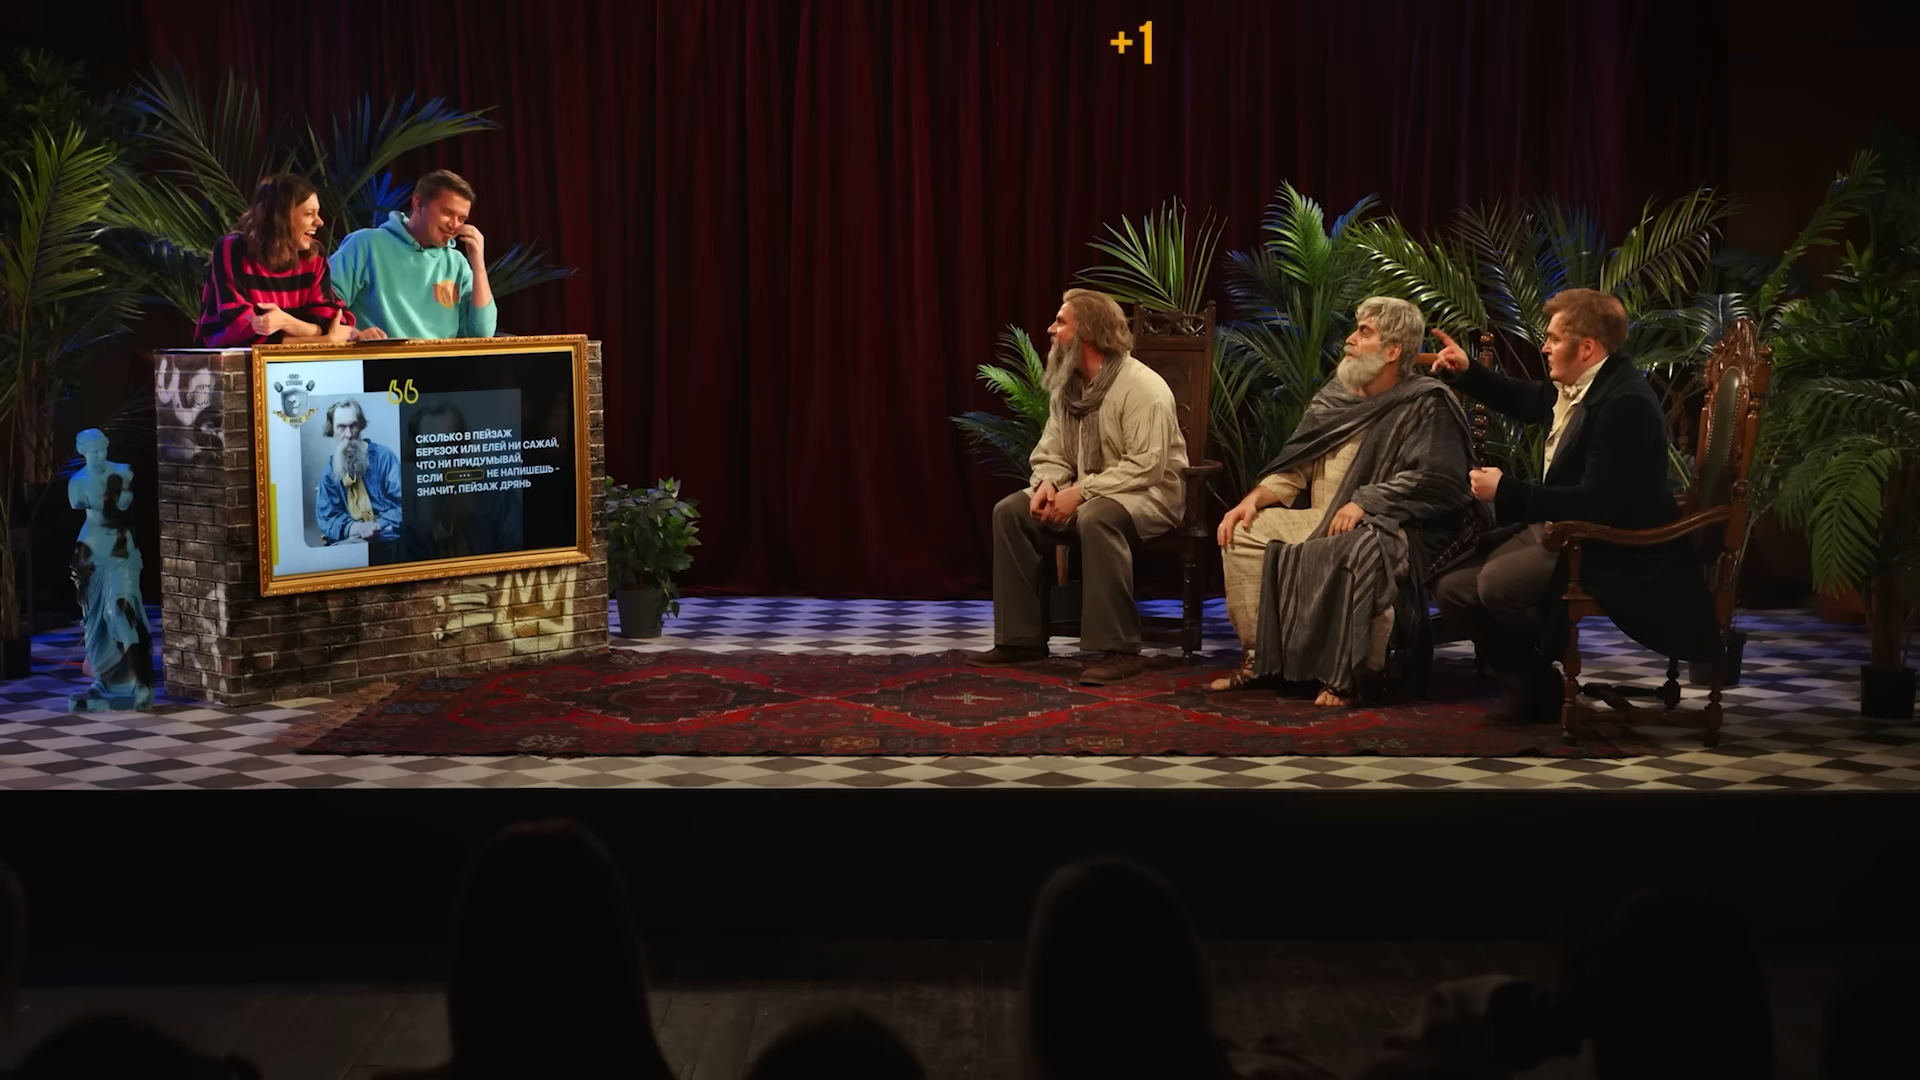 +1
СКОЛЬКО В ПЕЙЗАЖ
БЕРЕЗОК ИЛИ ЕЛЕЙ НИ САЖАЙ,
ЧТО НИ ПРИДУМЫВАЙ,
ЕСЛИ ... НЕ НАПИШЕШЬ –
ЗНАЧИТ, ПЕЙЗАЖ ДРЯНЬ